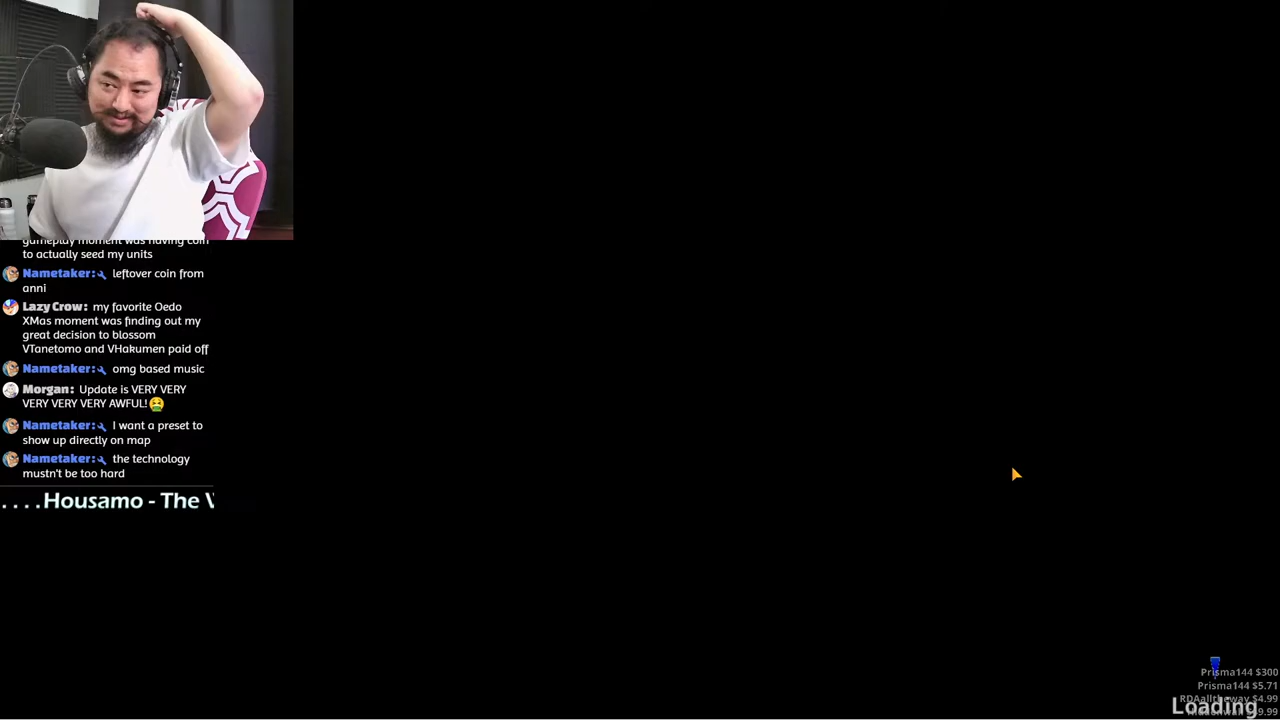 gameplay moment was having coin
to actually seed my units
Nametaker: leftover coin from
anni
Lazy Crow: my favorite Oedo
XMas moment was finding out my
great decision to blossom
VTanetomo and VHakumen paid off
Nametaker: omg based music
Morgan: Update is VERY VERY
VERY VERY VERY AWFUL!🤮
Nametaker: I want a preset to
show up directly on map
Nametaker: the technology
mustn't be too hard
. . . .Housamo - The
Prisma144 $300
Prisma144 $5.71
RDAalltheway $4.99
Loading